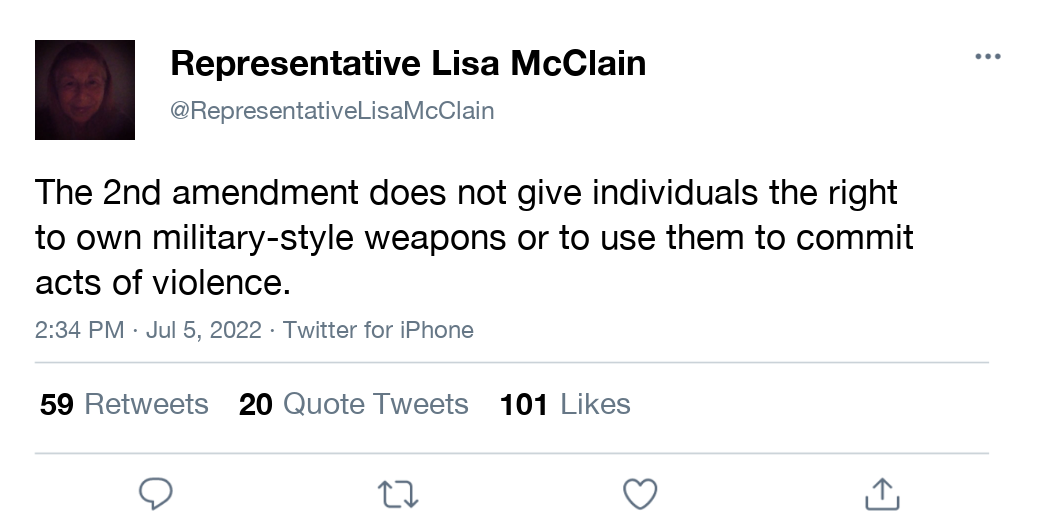 Representative Lisa McClain
@RepresentativeLisaMcClain
The 2nd amendment does not give individuals the right
to own military-style weapons or to use them to commit
acts of violence.
2:34 PM · Jul 5, 2022 · Twitter for iPhone
59 Retweets 20 Quote Tweets 101 Likes